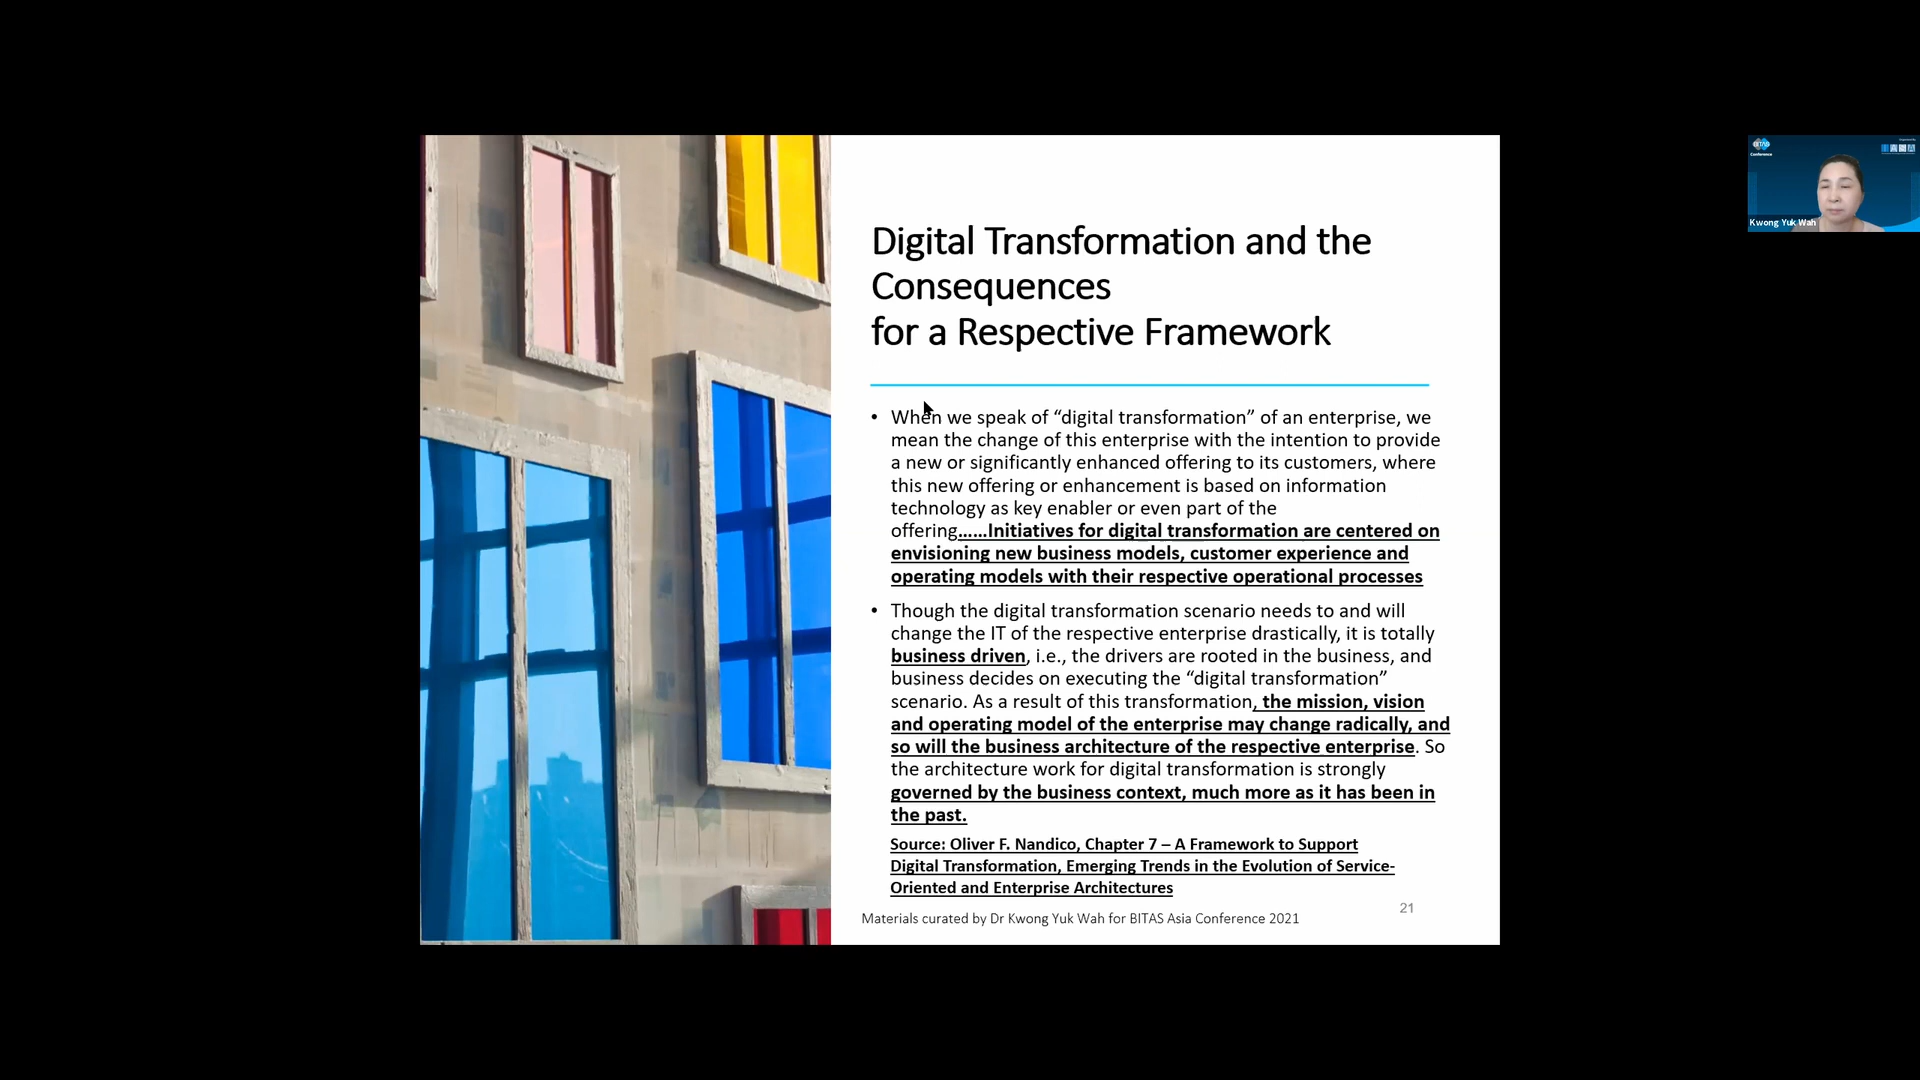 Digital Transformation and the
Consequences
for a Respective Framework
• When we speak of “digital transformation” of an enterprise, we
mean the change of this enterprise with the intention to provide
a new or significantly enhanced offering to its customers, where
this new offering or enhancement is based on information
technology as key enabler or even part of the
offering……Initiatives for digital transformation are centered on
envisioning new business models, customer experience and
operating models with their respective operational processes
• Though the digital transformation scenario needs to and will
change the IT of the respective enterprise drastically, it is totally
business driven, i.e., the drivers are rooted in the business, and
business decides on executing the “digital transformation”
scenario. As a result of this transformation, the mission, vision
and operating model of the enterprise may change radically, and
so will the business architecture of the respective enterprise. So
the architecture work for digital transformation is strongly
governed by the business context, much more as it has been in
the past.
Source: Oliver F. Nandico, Chapter 7 – A Framework to Support
Digital Transformation, Emerging Trends in the Evolution of Service-
Oriented and Enterprise Architectures
Materials curated by Dr Kwong Yuk Wah for BITAS Asia Conference 2021
21
BITAS
Conference
Kwong Yuk Wah